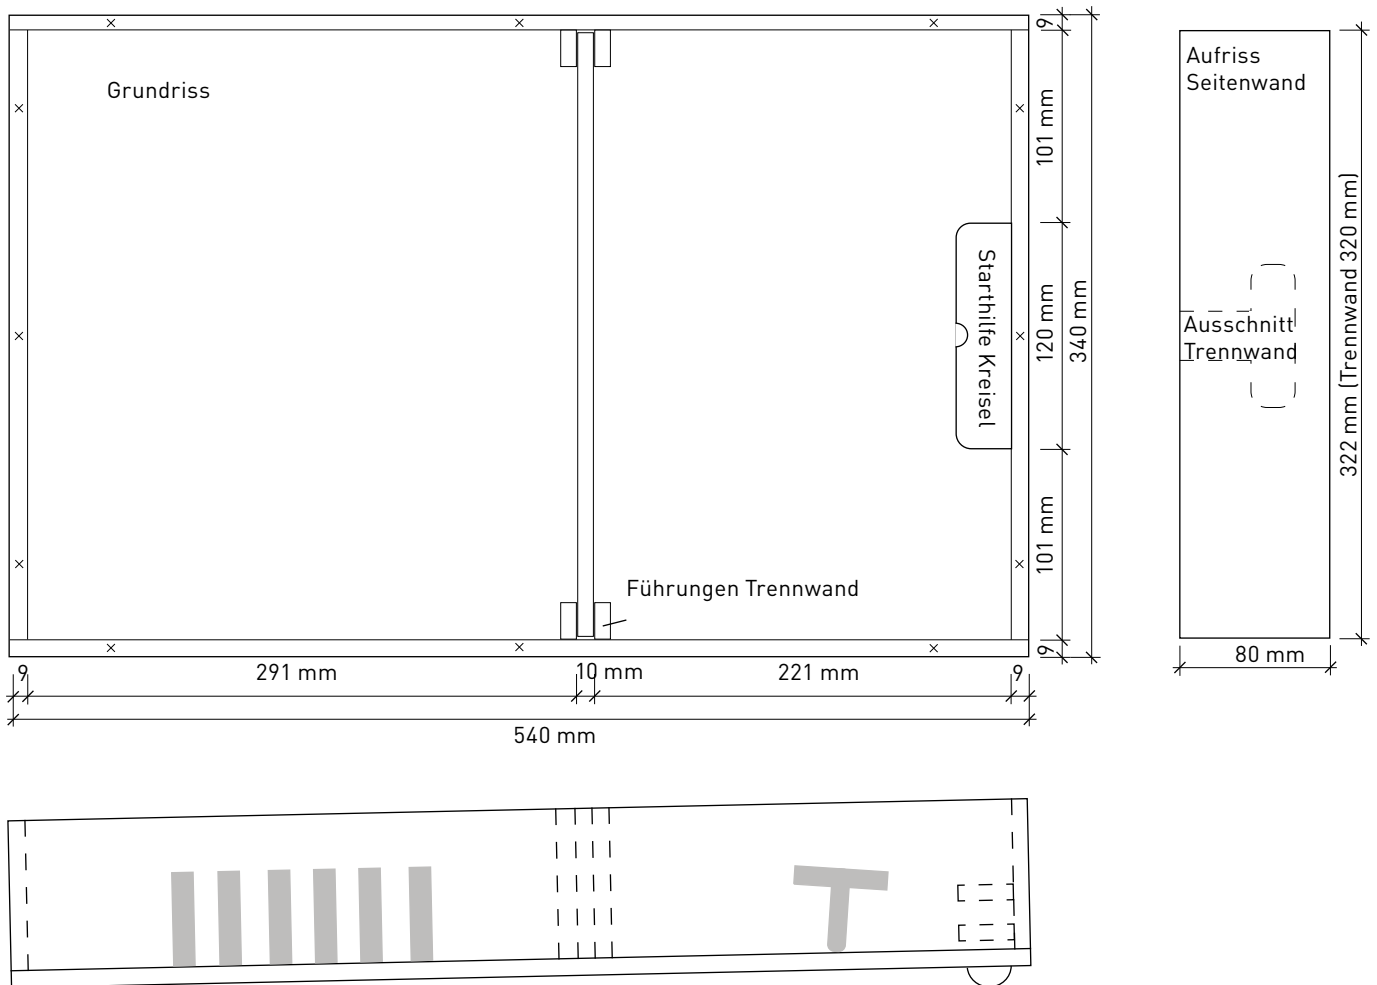 Grundriss
Führungen Trennwand
Starthilfe Kreisel
9
101 mm
120 mm
340 mm
101 mm
9
9
291 mm
10 mm
221 mm
9
540 mm
Aufriss
Seitenwand
Ausschnitt
Trennwand
322 mm (Trennwand 320 mm)
80 mm